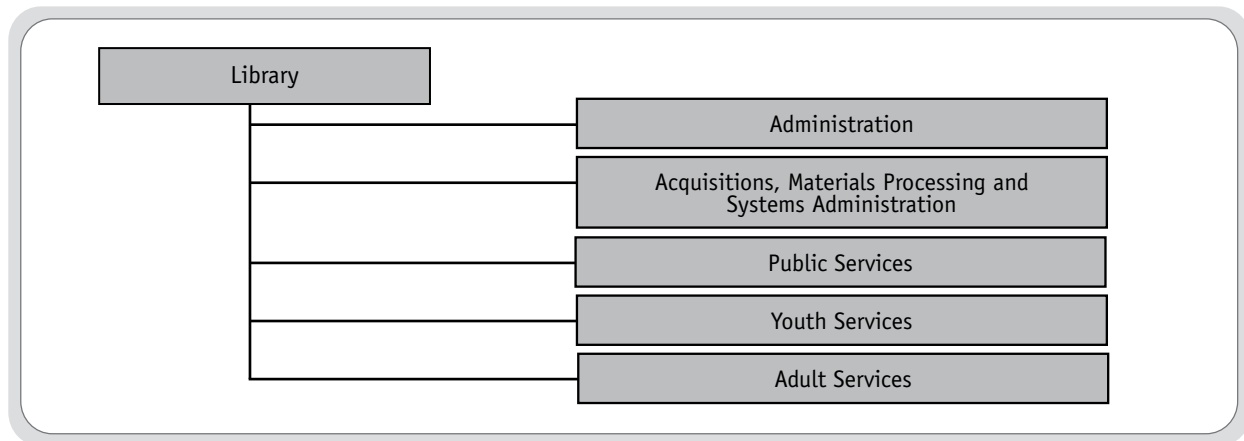 Library
Administration
Acquisitions, Materials Processing and
Systems Administration
Public Services
Youth Services
Adult Services